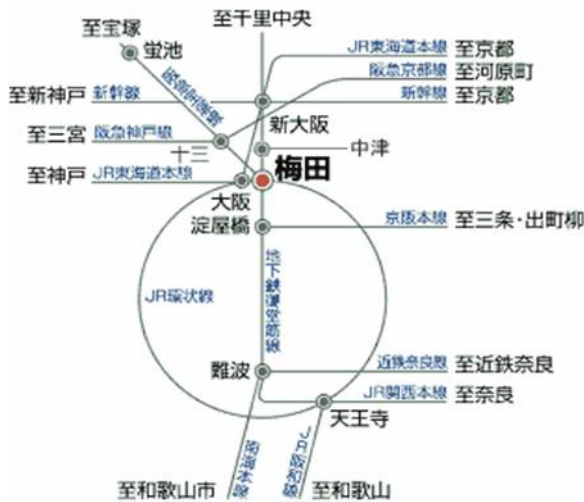 至千里中央
至宝塚
蛍池
JR東海道本線 至京都
阪急京都線 至河原町
至新神戸 新幹線
新幹線 至京都
阪急宝塚線
新大阪
至三宮 阪急神戸線
十三
中津
梅田
至神戸 JR東海道本線
大阪
淀屋橋
京阪本線 至三条・出町柳
JR環状線
地下鉄御堂筋線
難波
近鉄奈良線 至近鉄奈良
JR関西本線 至奈良
天王寺
至和歌山市
至和歌山